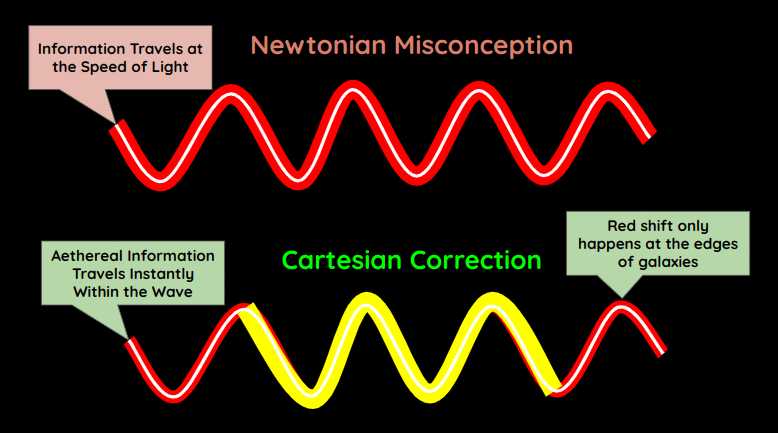 Newtonian Misconception
Information Travels at
the Speed of Light
Cartesian Correction
Aethereal Information
Travels Instantly
Within the Wave
Red shift only
happens at the edges
of galaxies